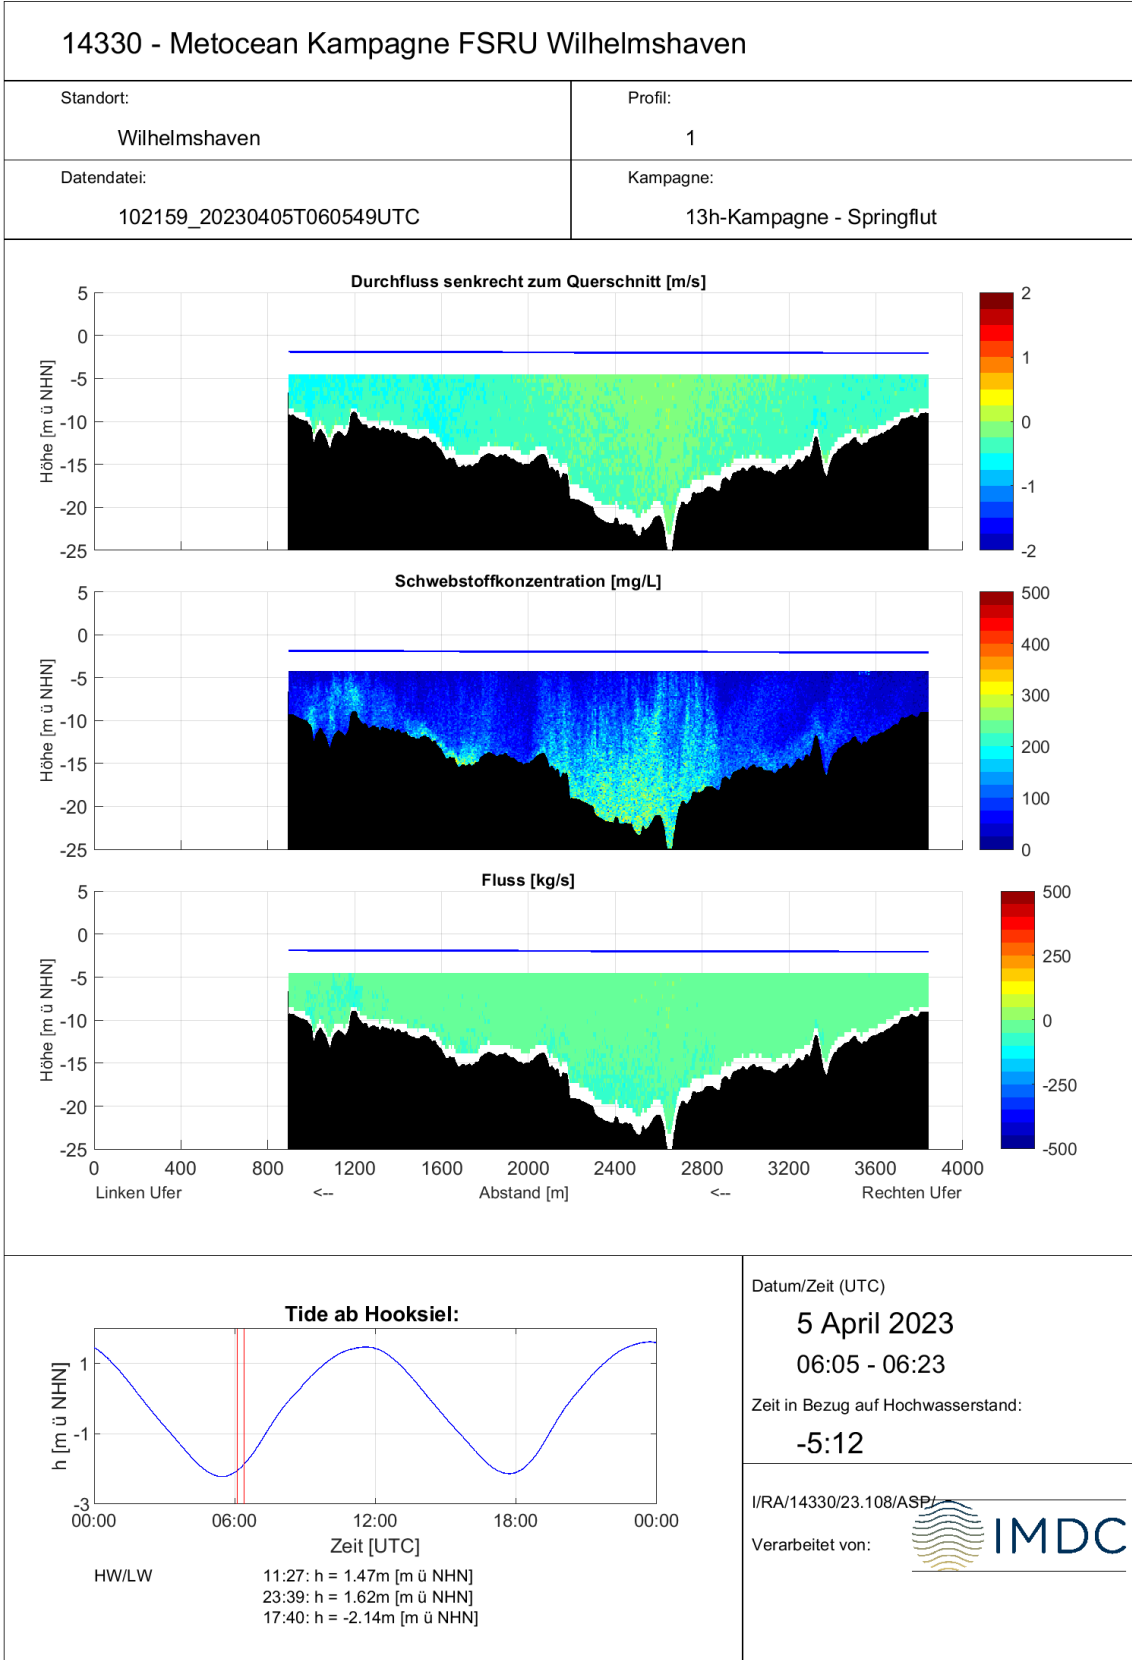 14330 - Metocean Kampagne FSRU Wilhelmshaven
Standort:
Wilhelmshaven
Profil:
1
Datendatei:
102159_20230405T060549UTC
Kampagne:
13h-Kampagne - Springflut
Durchfluss senkrecht zum Querschnitt [m/s]
Höhe [m ü NHN]
5
0
-5
-10
-15
-20
-25
2
1
0
-1
-2
Schwebstoffkonzentration [mg/L]
Höhe [m ü NHN]
5
0
-5
-10
-15
-20
-25
500
400
300
200
100
0
Fluss [kg/s]
Höhe [m ü NHN]
5
0
-5
-10
-15
-20
-25
500
250
0
-250
-500
0 400 800 1200 1600 2000 2400 2800 3200 3600 4000
Linken Ufer <-- Abstand [m] <-- Rechten Ufer
Tide ab Hooksiel:
h [m ü NHN]
1
-1
-3
00:00 06:00 12:00 18:00 00:00
Zeit [UTC]
HW/LW
11:27: h = 1.47m [m ü NHN]
23:39: h = 1.62m [m ü NHN]
17:40: h = -2.14m [m ü NHN]
Datum/Zeit (UTC)
5 April 2023
06:05 - 06:23
Zeit in Bezug auf Hochwasserstand:
-5:12
I/RA/14330/23.108/ASP/
Verarbeitet von:
IMDC